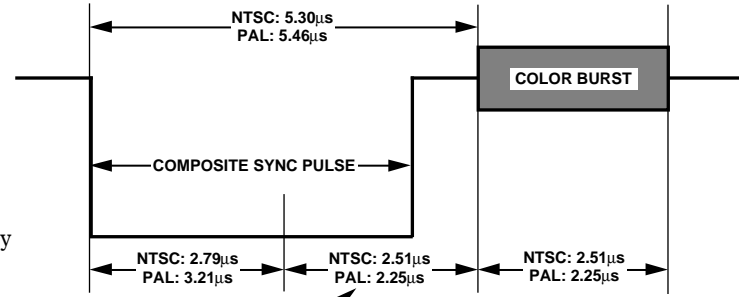 NTSC: 5.30μs
PAL: 5.46μs
COLOR BURST
COMPOSITE SYNC PULSE
y
NTSC: 2.79μs
PAL: 3.21μs
NTSC: 2.51μs
PAL: 2.25μs
NTSC: 2.51μs
PAL: 2.25μs